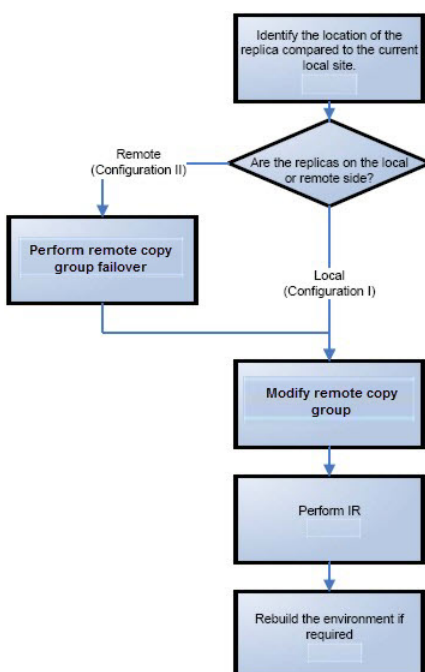 Identify the location of the
replica compared to the current
local site.
Are the replicas on the local
or remote side?
Remote
(Configuration II)
Perform remote copy
group failover
Local
(Configuration I)
Modify remote copy
group
Perform IR
Rebuild the environment if
required